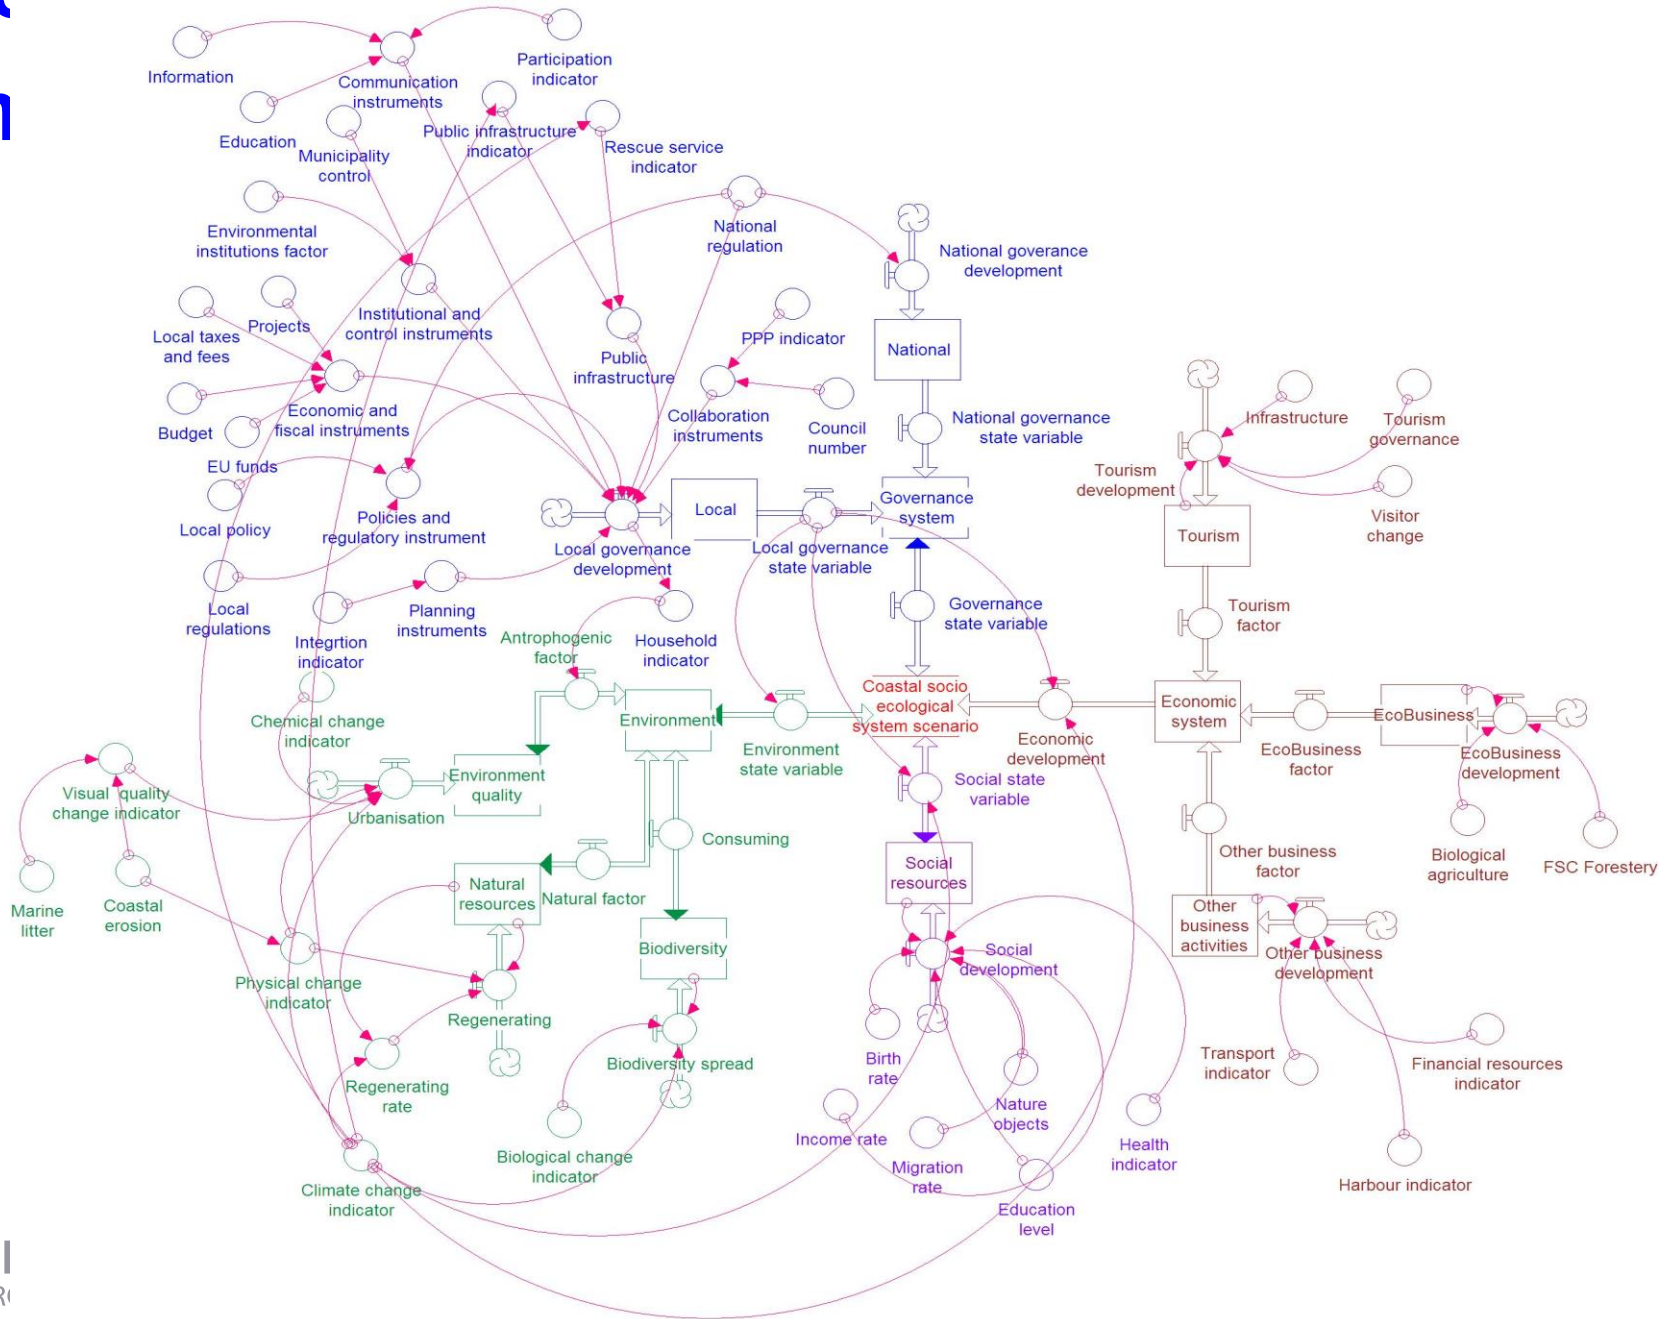 Information
Communication
instruments
Participation
indicator
Education
Municipality
control
Public infrastructure
indicator
Rescue service
indicator
Environmental
institutions factor
National
regulation
National goverance
development
Local taxes
and fees
Projects
Institutional and
control instruments
Public
infrastructure
PPP indicator
National
Budget
Economic and
fiscal instruments
Collaboration
instruments
Council
number
National governance
state variable
Infrastructure
Tourism
governance
EU funds
Local policy
Policies and
regulatory instrument
Local
Governance
system
Tourism
development
Visitor
change
Tourism
Local governance
development
Local governance
state variable
Local
regulations
Integrtion
indicator
Planning
instruments
Household
indicator
Governance
state variable
Tourism
factor
Antrophogenic
factor
Chemical change
indicator
Environment
Environment
state variable
Coastal socio
ecological
system scenario
Economic
development
Economic
system
EcoBusiness
factor
EcoBusiness
EcoBusiness
development
Visual quality
change indicator
Urbanisation
Environment
quality
Consuming
Social state
variable
Other business
factor
Biological
agriculture
FSC Forestery
Marine
litter
Coastal
erosion
Natural
resources
Natural factor
Biodiversity
Social
resources
Other
business
activities
Other business
development
Physical change
indicator
Regenerating
Social
development
Regenerating
rate
Biodiversity spread
Birth
rate
Transport
indicator
Financial resources
indicator
Biological change
indicator
Income rate
Migration
rate
Nature
objects
Health
indicator
Harbour indicator
Climate change
indicator
Education
level